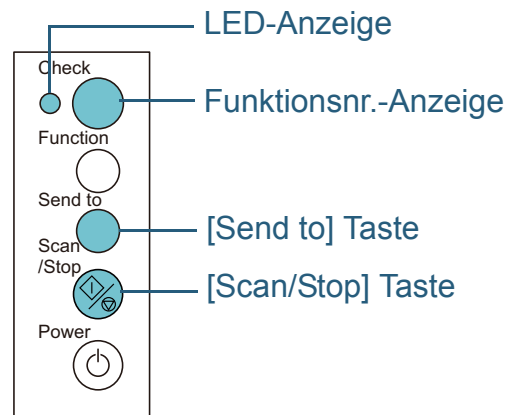 LED-Anzeige
Check
Funktionsnr.-Anzeige
Function
Send to
[Send to] Taste
Scan
/Stop
[Scan/Stop] Taste
Power